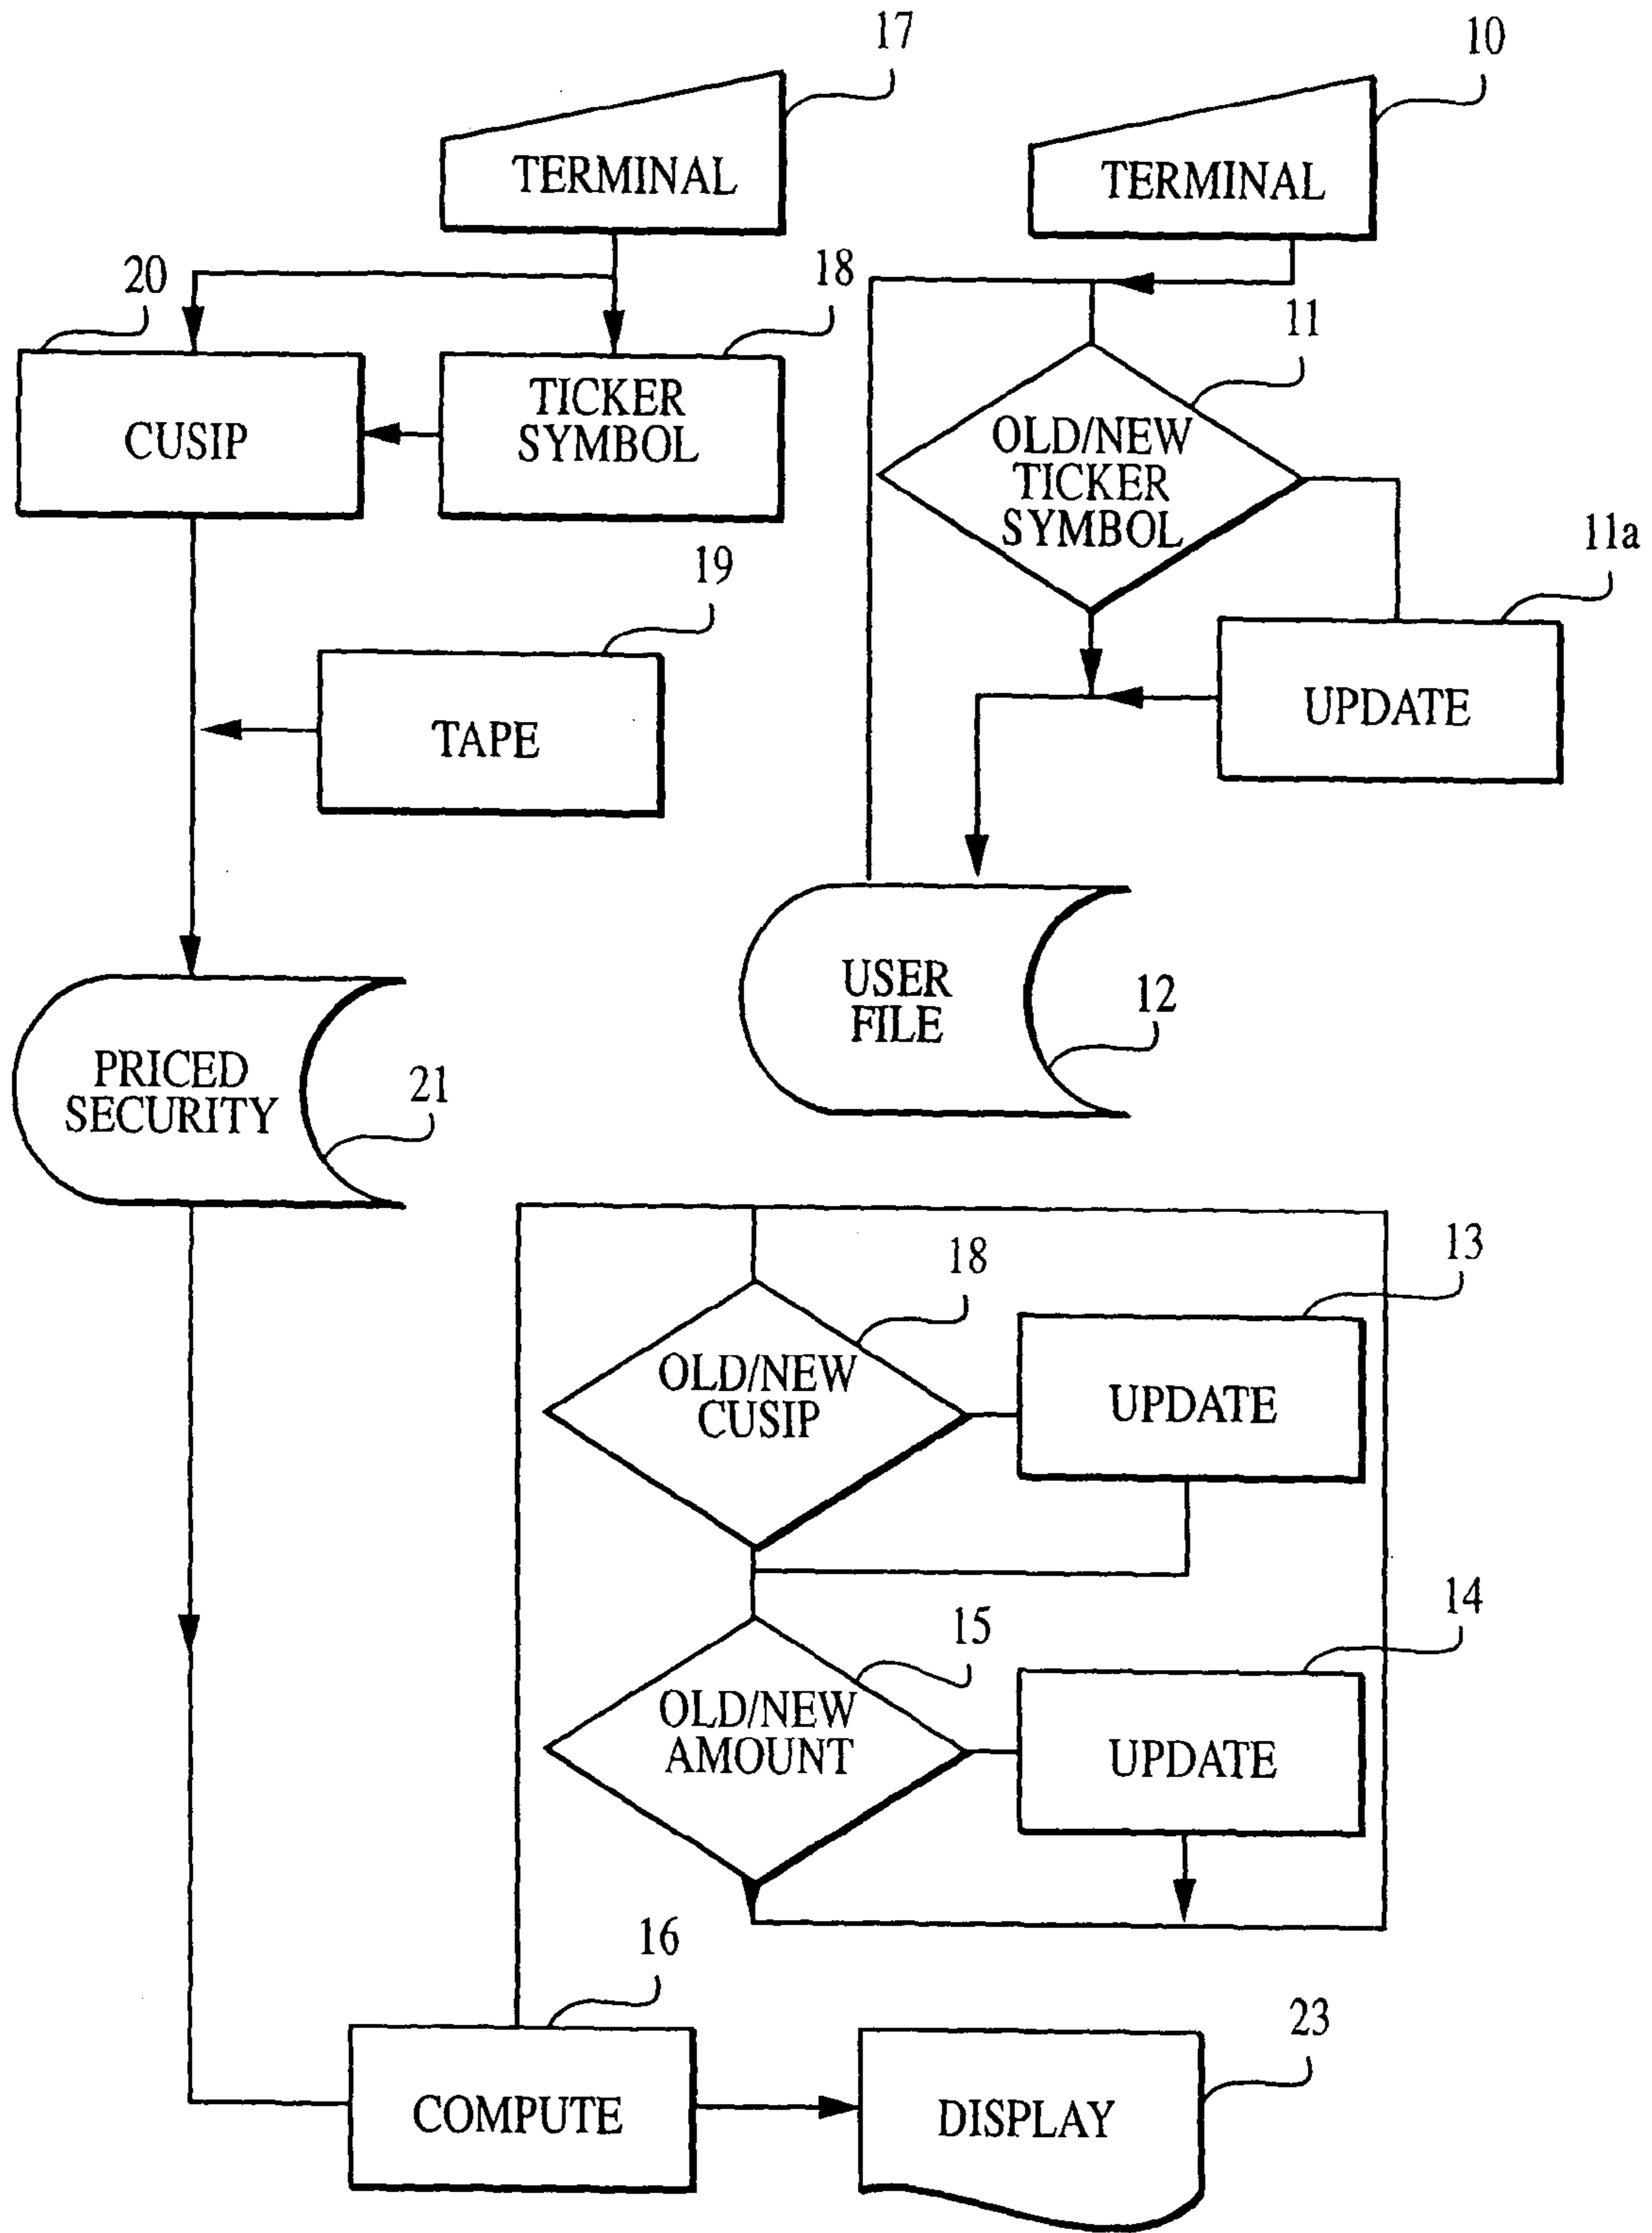 17
10
TERMINAL
TERMINAL
20
18
11
CUSIP
TICKER
SYMBOL
OLD/NEW
TICKER
SYMBOL
11a
19
UPDATE
TAPE
USER
FILE
12
PRICED
SECURITY
21
18
13
OLD/NEW
CUSIP
UPDATE
15
14
OLD/NEW
AMOUNT
UPDATE
16
23
COMPUTE
DISPLAY